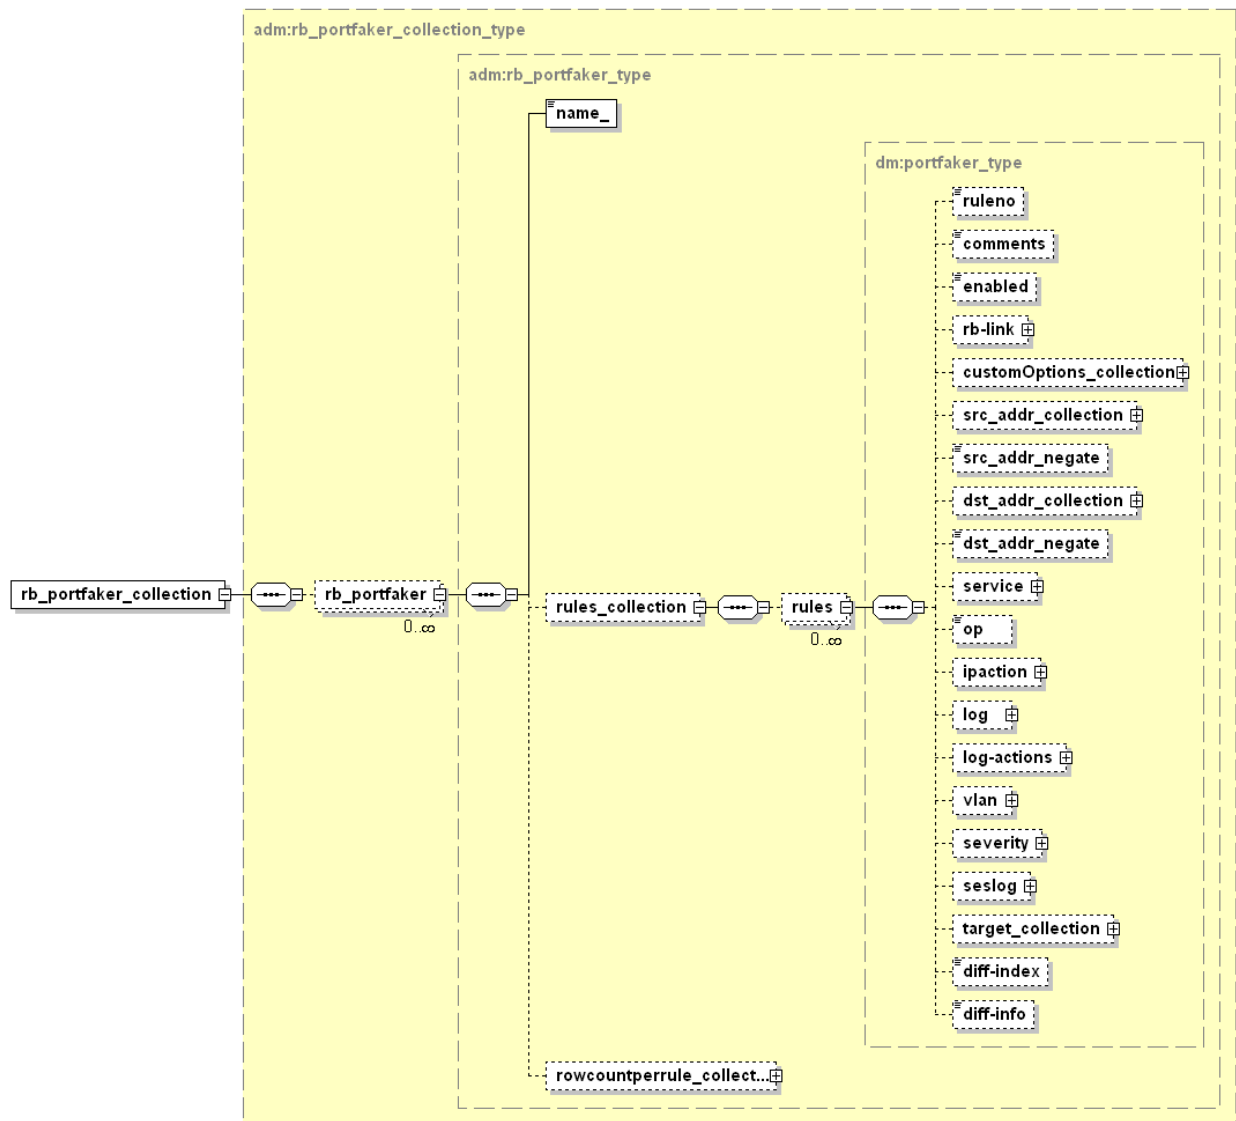 adm:rb_portfaker_collection_type
adm:rb_portfaker_type
name_
dm:portfaker_type
ruleno
comments
enabled
rb-link
customOptions_collection
src_addr_collection
src_addr_negate
dst_addr_collection
dst_addr_negate
rb_portfaker_collection
rb_portfaker
0..∞
rules_collection
rules
0..∞
service
op
ipaction
log
log-actions
vlan
severity
seslog
target_collection
diff-index
diff-info
rowcountperrule_collect...